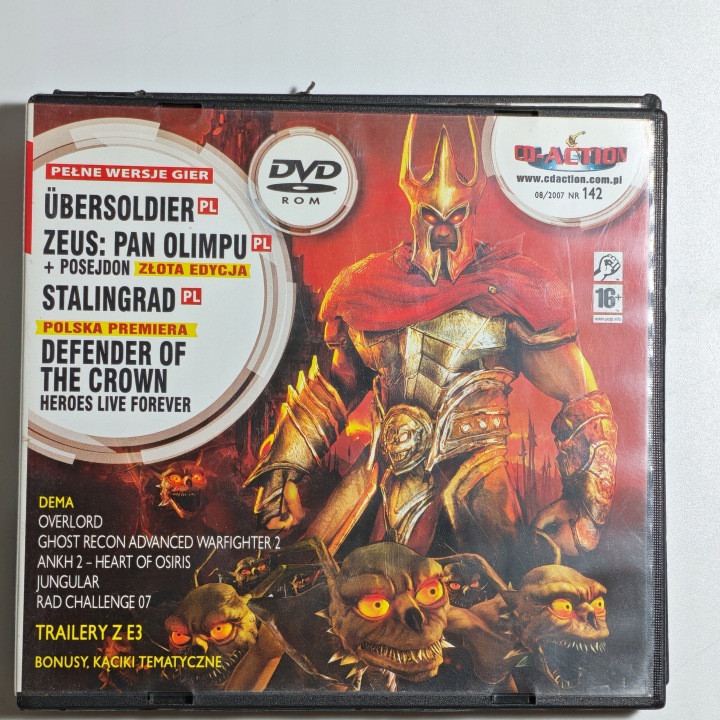 PEŁNE WERSJE GIER
ÜBERSOLDIER PL
ZEUS: PAN OLIMPU PL
+ POSEJDON ZŁOTA EDYCJA
STALINGRAD PL
POLSKA PREMIERA
DEFENDER OF
THE CROWN
HEROES LIVE FOREVER
DVD
ROM
CD-ACTION
www.cdaction.com.pl
08/2007 NR 142
16+
www.pegi.info
DEMA
OVERLORD
GHOST RECON ADVANCED WARFIGHTER 2
ANKH 2 – HEART OF OSIRIS
JUNGULAR
RAD CHALLENGE 07
TRAILERY Z E3
BONUSY, KĄCIKI TEMATYCZNE